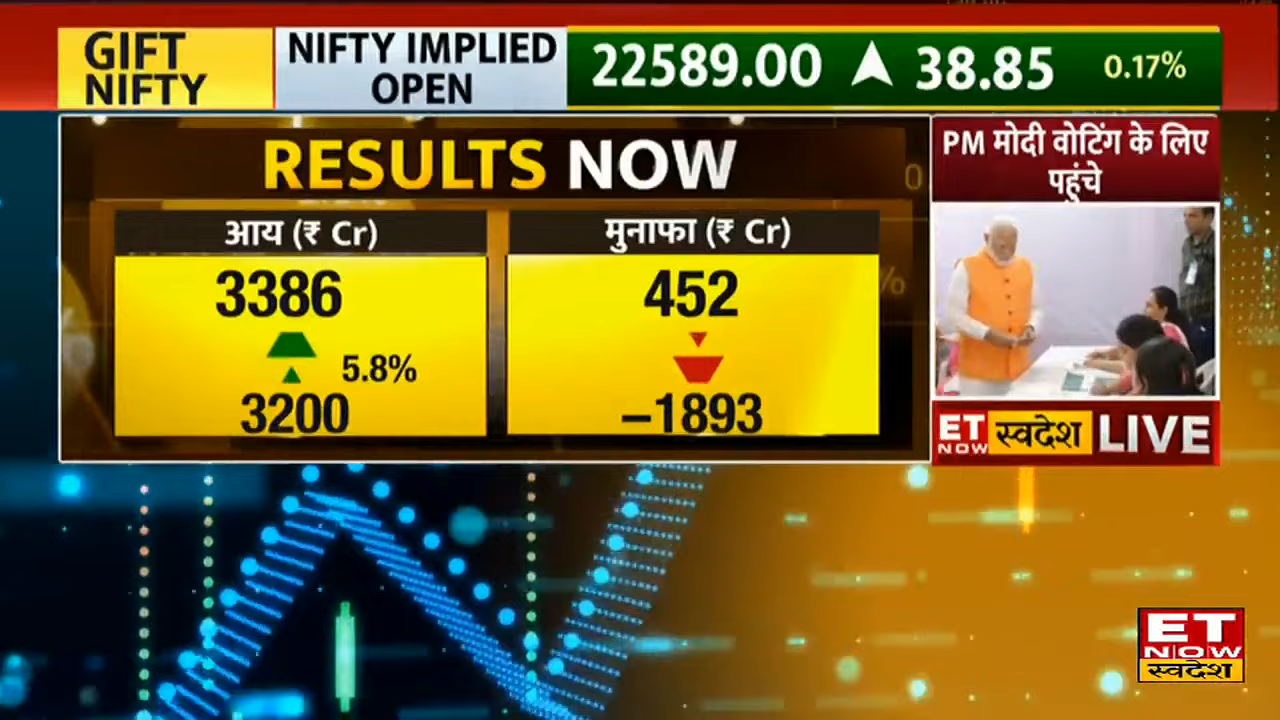 GIFT
NIFTY
NIFTY IMPLIED
OPEN
22589.00 38.85 0.17%
RESULTS NOW
आय (₹ Cr)
3386
5.8%
3200
मुनाफा (₹ Cr)
452
–1893
PM मोदी वोटिंग के लिए
पहुंचे
ET
NOW
स्वदेश
LIVE
ET
NOW
स्वदेश